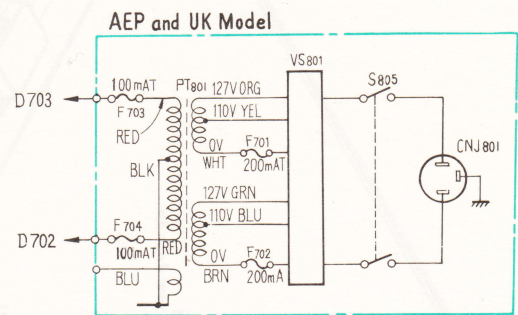 AEP and UK Model
VS801
100mAT
PT801
127V ORG
S805
D703
F703
110V YEL
CNJ801
RED
0V
F701
WHT
200mAT
BLK
127V GRN
F704
110V BLU
D702
100mAT
RED
0V
F702
BLU
BRN
200mA